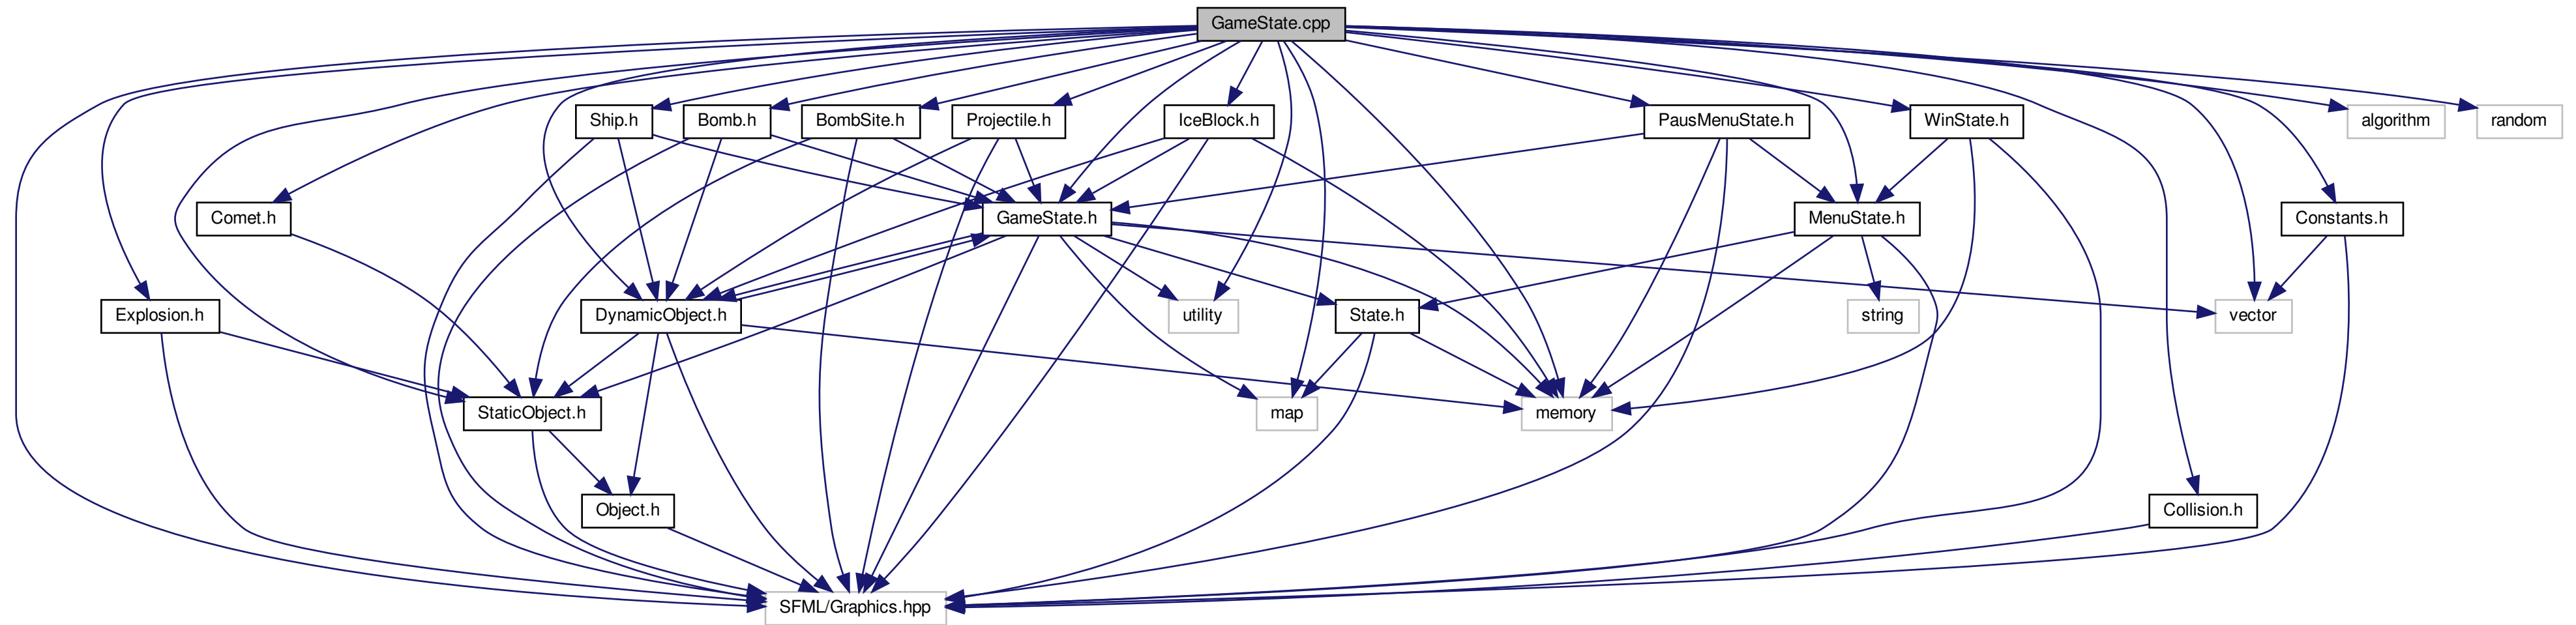 GameState.cpp
Ship.h
Bomb.h
BombSite.h
Projectile.h
IceBlock.h
PausMenuState.h
WinState.h
algorithm
random
Comet.h
GameState.h
MenuState.h
Constants.h
Explosion.h
DynamicObject.h
utility
State.h
string
vector
StaticObject.h
map
memory
Object.h
Collision.h
SFML/Graphics.hpp